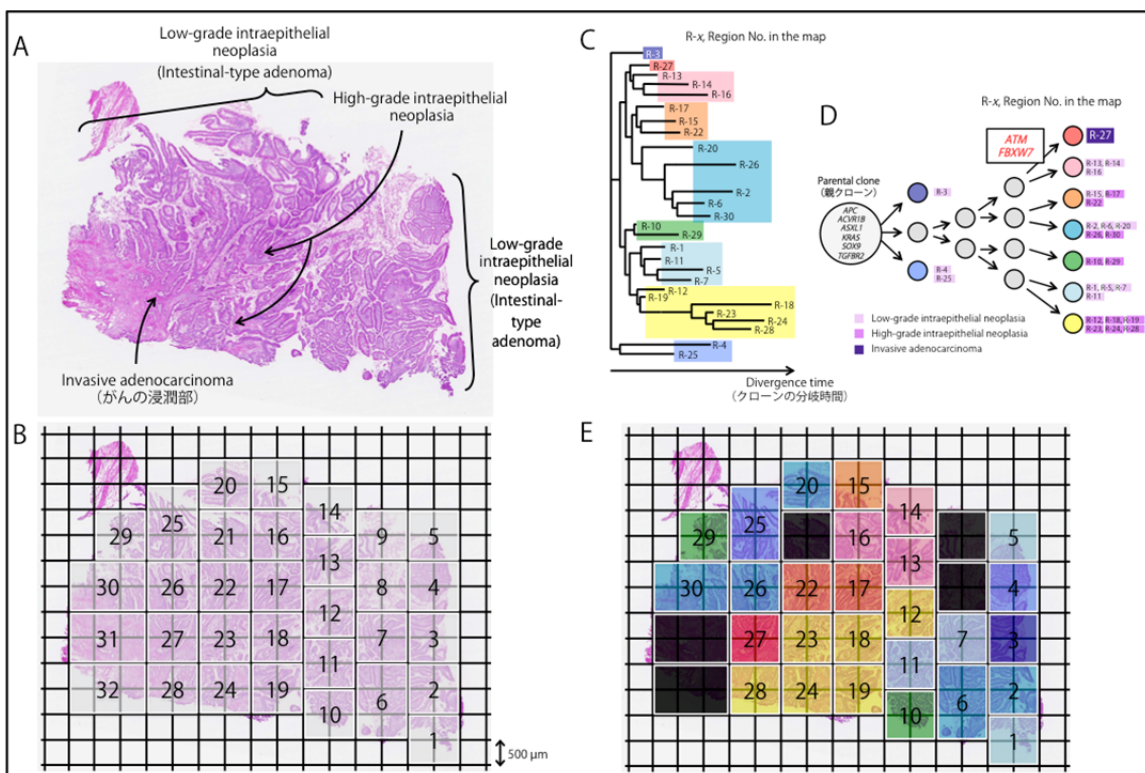 A
Low-grade intraepithelial
neoplasia
(Intestinal-type adenoma)
High-grade intraepithelial
neoplasia
Low-grade
intraepithelial
neoplasia
(Intestinal-
type
adenoma)
Invasive adenocarcinoma
(がんの浸潤部)
C
R-x, Region No. in the map
R-3
R-27
R-13
R-14
R-16
R-17
R-15
R-22
R-20
R-26
R-2
R-6
R-30
R-10
R-29
R-1
R-11
R-5
R-7
R-12
R-19
R-18
R-23
R-24
R-28
R-4
R-25
Divergence time
(クローンの分岐時間)
D
R-x, Region No. in the map
ATM
FBXW7
Parental clone
(親クローン)
APC
ACVR1B
ASXL1
KRAS
SOX9
TGFBR2
R-3
R-4
R-25
R-27
R-13, R-14
R-16
R-15, R-17
R-22
R-2, R-6, R-20
R-26, R-30
R-10, R-29
R-1, R-5, R-7
R-11
R-12, R-18, R-19
R-23, R-24, R-28
Low-grade intraepithelial neoplasia
High-grade intraepithelial neoplasia
Invasive adenocarcinoma
B
20 15
14
29 25 21 16 9 5
13
30 26 22 17 8 4
12
31 27 23 18 7 3
11
32 28 24 19 6 2
10
1
500 μm
E
20 15
14
29 25 16 5
13
30 26 22 17 4
12
27 23 18 7 3
11
28 24 19 6 2
10
1